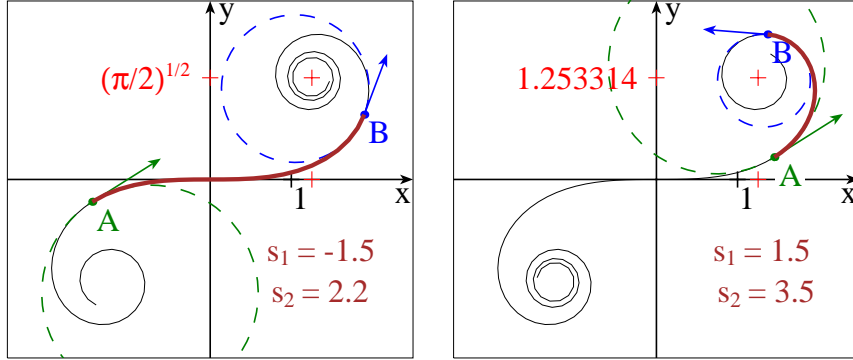 y
(π/2)^{1/2}
B
x
1
A
s₁ = -1.5
s₂ = 2.2
y
B
1.253314
A
x
1
s₁ = 1.5
s₂ = 3.5